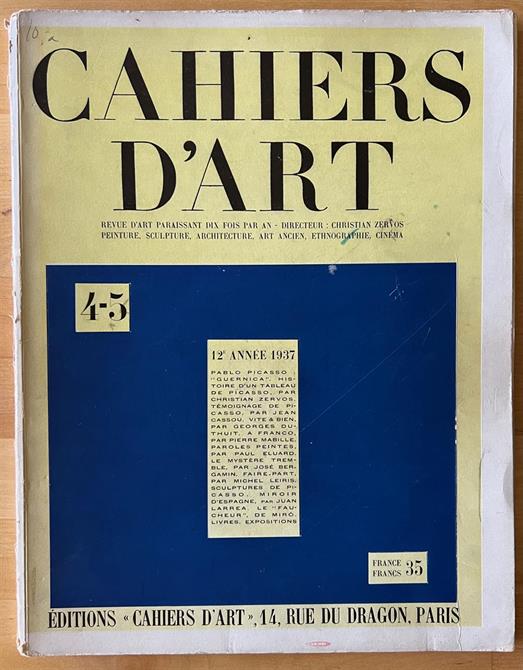 10
CAHIERS
D'ART
REVUE D'ART PARAISSANT DIX FOIS PAR AN - DIRECTEUR : CHRISTIAN ZERVOS
PEINTURE, SCULPTURE, ARCHITECTURE, ART ANCIEN, ETHNOGRAPHIE, CINÉMA
4-5
12e ANNÉE 1937
PABLO PICASSO :
"GUERNICA", HIS-
TOIRE D'UN TABLEAU
DE PICASSO, PAR
CHRISTIAN ZERVOS,
TÉMOIGNAGE DE PI-
CASSO, PAR JEAN
CASSOU, VITE & BIEN,
PAR GEORGES DU-
THUIT, A FRANCO,
PAR PIERRE MABILLE,
PAROLES PEINTES,
PAR PAUL ELUARD,
LE MYSTÈRE TREM-
BLE, PAR JOSÉ BER-
GAMIN, FAIRE-PART,
PAR MICHEL LEIRIS,
SCULPTURES DE PI-
CASSO, MIROIR
D'ESPAGNE, PAR JUAN
LARREA, LE "FAU-
CHEUR", DE MIRÓ,
LIVRES, EXPOSITIONS
FRANCE
FRANCS 35
ÉDITIONS « CAHIERS D'ART », 14, RUE DU DRAGON, PARIS